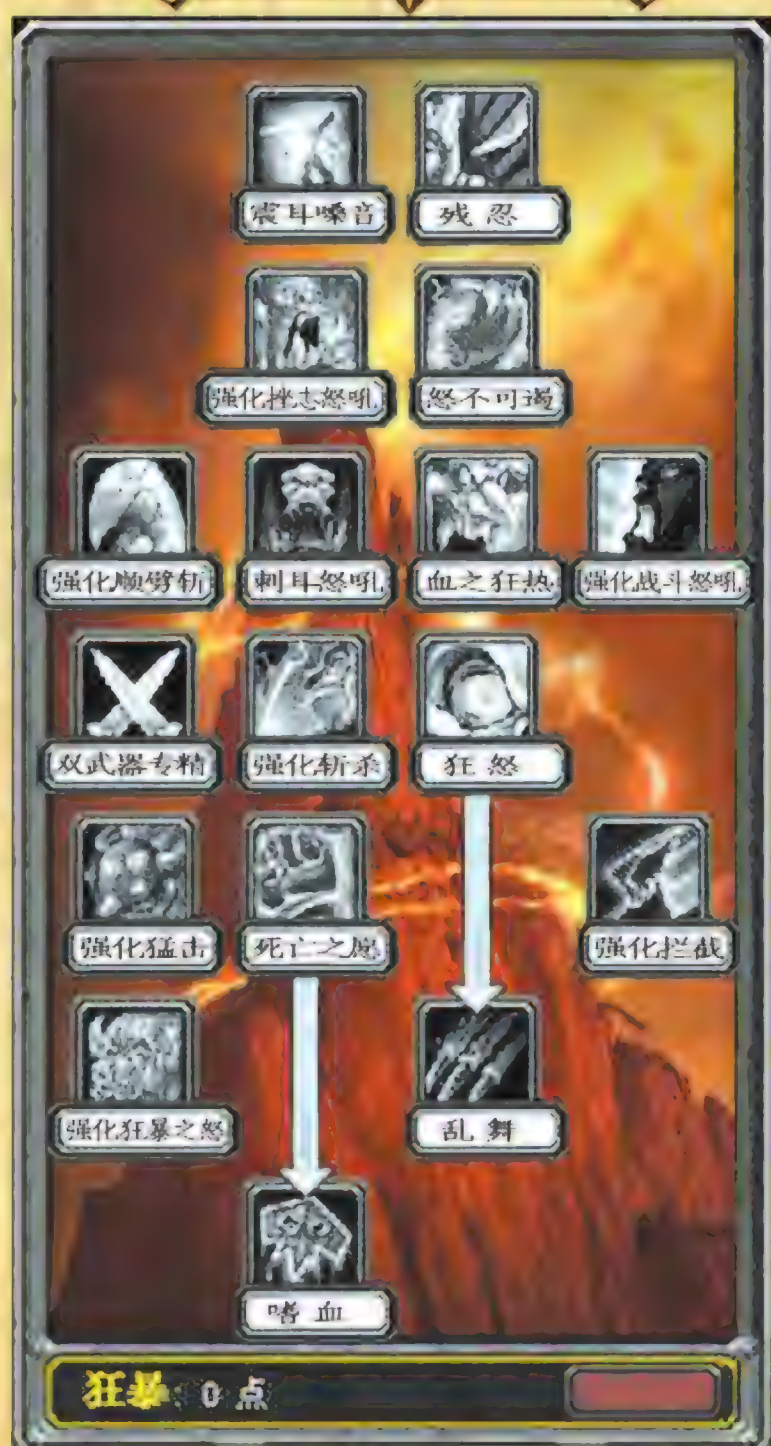 震耳嗓音 残忍
强化挫志怒吼 怒不可遏
强化顺劈斩 刺耳怒吼 血之狂热 强化战斗怒吼
双武器专精 强化斩杀 狂怒
强化猛击 死亡之愿 强化拦截
强化狂暴之怒 乱舞
嗜血
狂暴：0 点